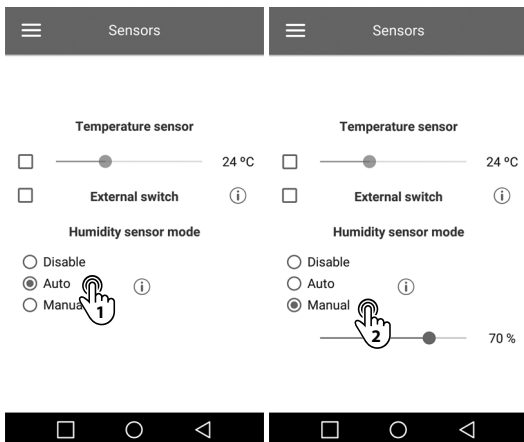 Sensors
Temperature sensor
24 ºC
External switch
i
Humidity sensor mode
Disable
Auto
i
Manua
1
Sensors
Temperature sensor
24 ºC
External switch
i
Humidity sensor mode
Disable
Auto
i
Manual
2
70 %